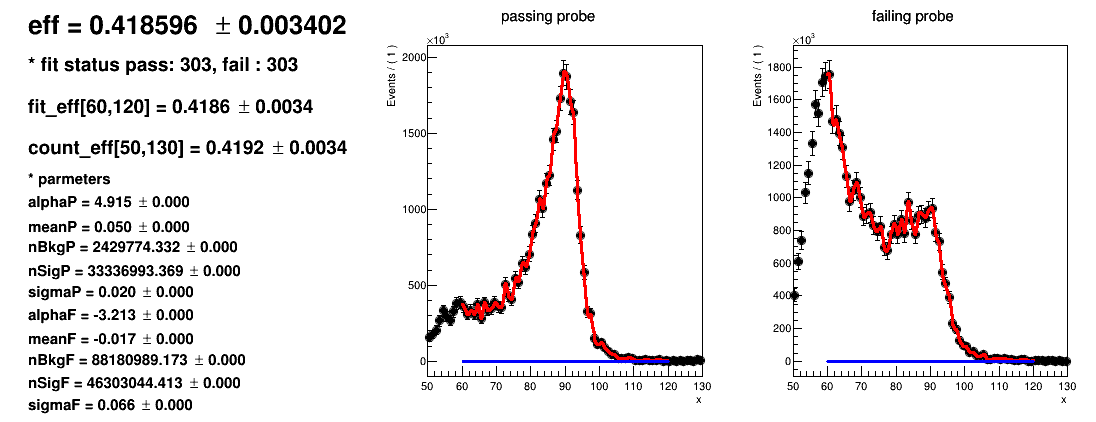 eff = 0.418596 ± 0.003402
* fit status pass: 303, fail : 303
fit_eff[60,120] = 0.4186 ± 0.0034
count_eff[50,130] = 0.4192 ± 0.0034
* parmeters
alphaP = 4.915 ± 0.000
meanP = 0.050 ± 0.000
nBkgP = 2429774.332 ± 0.000
nSigP = 33336993.369 ± 0.000
sigmaP = 0.020 ± 0.000
alphaF = -3.213 ± 0.000
meanF = -0.017 ± 0.000
nBkgF = 88180989.173 ± 0.000
nSigF = 46303044.413 ± 0.000
sigmaF = 0.066 ± 0.000
passing probe
×10³
Events / ( 1 )
2000
1500
1000
500
0
50 60 70 80 90 100 110 120 130
x
failing probe
×10³
Events / ( 1 )
1800
1600
1400
1200
1000
800
600
400
200
0
50 60 70 80 90 100 110 120 130
x